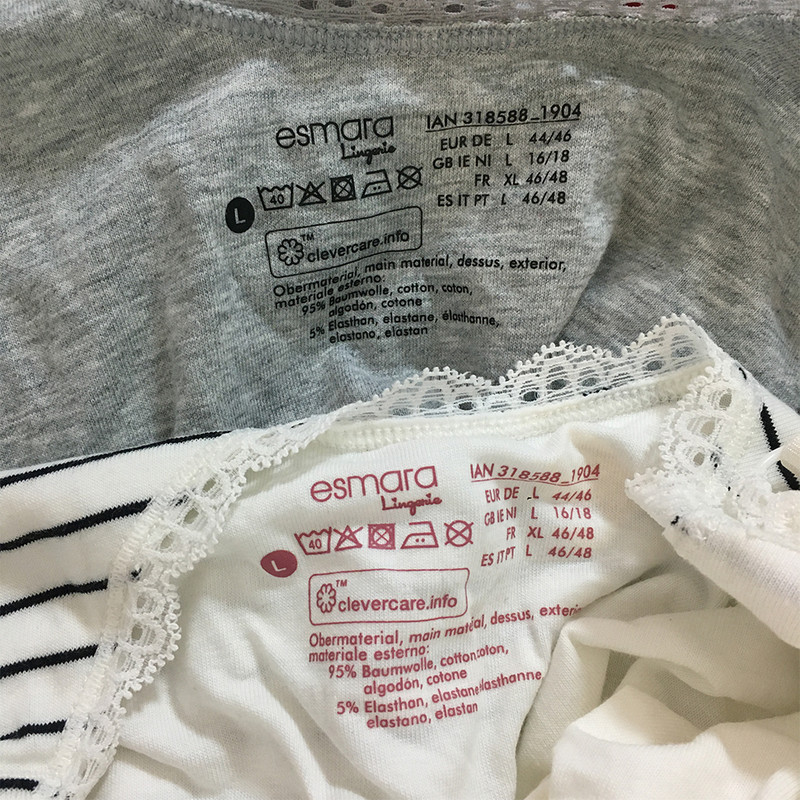 esmara
Lingerie
IAN 318588_1904
EUR DE L 44/46
GB IE NI L 16/18
FR XL 46/48
ES IT PT L 46/48
40
L
clevercare.info™
Obermaterial, main material, dessus, exterior,
materiale esterno:
95% Baumwolle, cotton, coton,
algodón, cotone
5% Elasthan, elastane, élasthanne,
elastano, elastan
esmara
Lingerie
IAN 318588_1904
EUR DE L 44/46
GB IE NI L 16/18
FR XL 46/48
ES IT PT L 46/48
40
L
clevercare.info™
Obermaterial, main material, dessus,
materiale esterno:
95% Baumwolle, cotton, coton,
algodón, cotone
5% Elasthan, elastane, élasthanne,
elastano, elastan